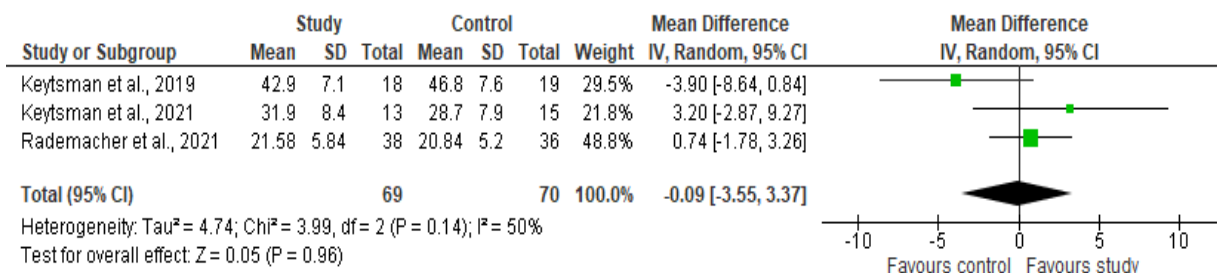 Study Control Mean Difference Mean Difference
Study or Subgroup Mean SD Total Mean SD Total Weight IV, Random, 95% CI IV, Random, 95% CI
Keytsman et al., 2019 42.9 7.1 18 46.8 7.6 19 29.5% -3.90 [-8.64, 0.84]
Keytsman et al., 2021 31.9 8.4 13 28.7 7.9 15 21.8% 3.20 [-2.87, 9.27]
Rademacher et al., 2021 21.58 5.84 38 20.84 5.2 36 48.8% 0.74 [-1.78, 3.26]
Total (95% CI) 69 70 100.0% -0.09 [-3.55, 3.37]
Heterogeneity: Tau² = 4.74; Chi² = 3.99, df = 2 (P = 0.14); I² = 50%
Test for overall effect: Z = 0.05 (P = 0.96)
-10 -5 0 5 10
Favours control Favours study